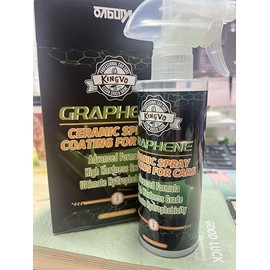 KINGVO
GRAPHENE
CERAMIC SPRAY
COATING FOR
Advanced Formula
High Hardness Grade
Ultimate Hydrophobicity
KINGVO
GRAPHENE
CERAMIC SPRAY
COATING FOR CARS
Advanced Formula
High Hardness Grade
Ultimate Hydrophobicity
GOOD LUCK